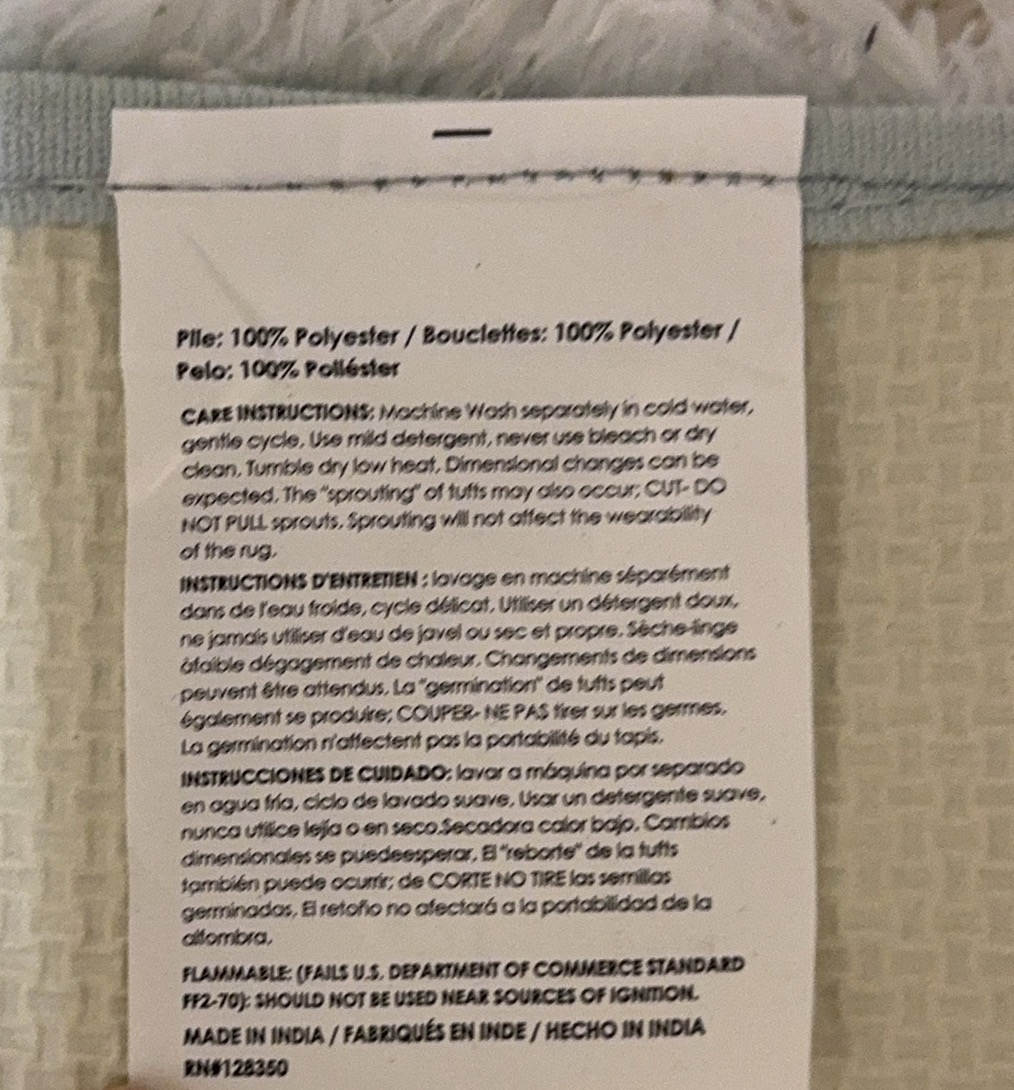 Pile: 100% Polyester / Bouclettes: 100% Polyester /
Pelo: 100% Poliéster
CARE INSTRUCTIONS: Machine Wash separately in cold water,
gentle cycle. Use mild detergent, never use bleach or dry
clean. Tumble dry low heat. Dimensional changes can be
expected. The "sprouting" of tufts may also occur; CUT- DO
NOT PULL sprouts. Sprouting will not affect the wearability
of the rug.
INSTRUCTIONS D'ENTRETIEN : lavage en machine séparément
dans de l'eau froide, cycle délicat. Utiliser un détergent doux,
ne jamais utiliser d'eau de javel ou sec et propre. Sèche-linge
àfaible dégagement de chaleur. Changements de dimensions
peuvent être attendus. La "germination" de tufts peut
également se produire; COUPER- NE PAS tirer sur les germes.
La germination n'affectent pas la portabilité du tapis.
INSTRUCCIONES DE CUIDADO: lavar a máquina por separado
en agua fría, ciclo de lavado suave. Usar un detergente suave,
nunca utilice lejía o en seco.Secadora calor bajo. Cambios
dimensionales se puedeesperar. El "reborte" de la tufts
también puede ocurrir; de CORTE NO TIRE las semillas
germinadas. El retoño no afectará a la portabilidad de la
alfombra.
FLAMMABLE: (FAILS U.S. DEPARTMENT OF COMMERCE STANDARD
FF2-70): SHOULD NOT BE USED NEAR SOURCES OF IGNITION.
MADE IN INDIA / FABRIQUÉS EN INDE / HECHO IN INDIA
RN#128350